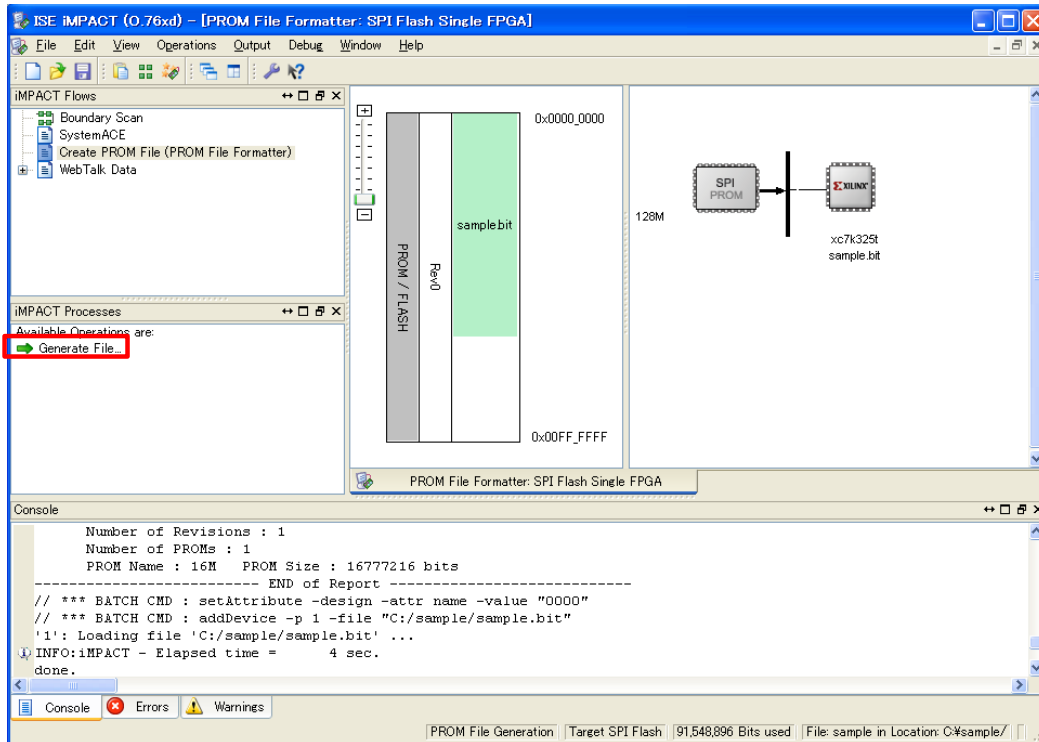 ISE iMPACT (O.76xd) - [PROM File Formatter: SPI Flash Single FPGA]
File Edit View Operations Output Debug Window Help
iMPACT Flows
Boundary Scan
SystemACE
Create PROM File (PROM File Formatter)
WebTalk Data
iMPACT Processes
Available Operations are:
Generate File...
PROM / FLASH
Rev0
sample.bit
0x0000_0000
128M
0x00FF_FFFF
SPI
PROM
XILINX
xc7k325t
sample.bit
PROM File Formatter: SPI Flash Single FPGA
Console
Number of Revisions : 1
Number of PROMs : 1
PROM Name : 16M PROM Size : 16777216 bits
-------------------------- END of Report ----------------------------
// *** BATCH CMD : setAttribute -design -attr name -value "0000"
// *** BATCH CMD : addDevice -p 1 -file "C:/sample/sample.bit"
'1': Loading file 'C:/sample/sample.bit' ...
INFO:iMPACT - Elapsed time = 4 sec.
done.
Console Errors Warnings
PROM File Generation Target SPI Flash 91,548,896 Bits used File: sample in Location: C:¥sample/